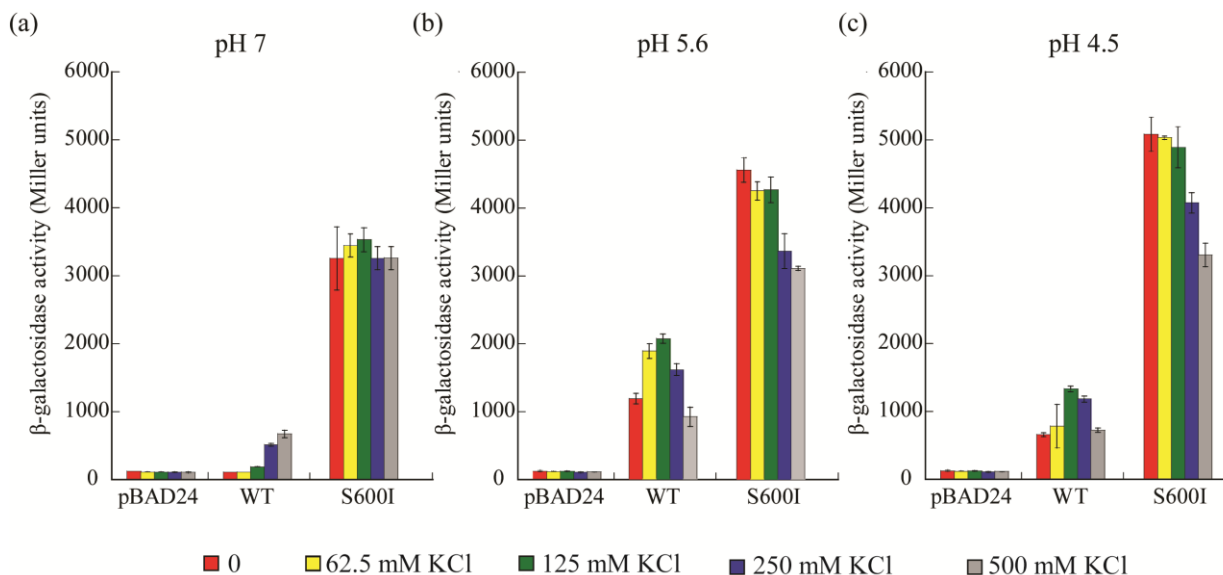 (a)
pH 7
β-galactosidase activity (Miller units)
6000
5000
4000
3000
2000
1000
0
pBAD24 WT S600I
(b)
pH 5.6
β-galactosidase activity (Miller units)
6000
5000
4000
3000
2000
1000
0
pBAD24 WT S600I
(c)
pH 4.5
β-galactosidase activity (Miller units)
6000
5000
4000
3000
2000
1000
0
pBAD24 WT S600I
0 62.5 mM KCl 125 mM KCl 250 mM KCl 500 mM KCl